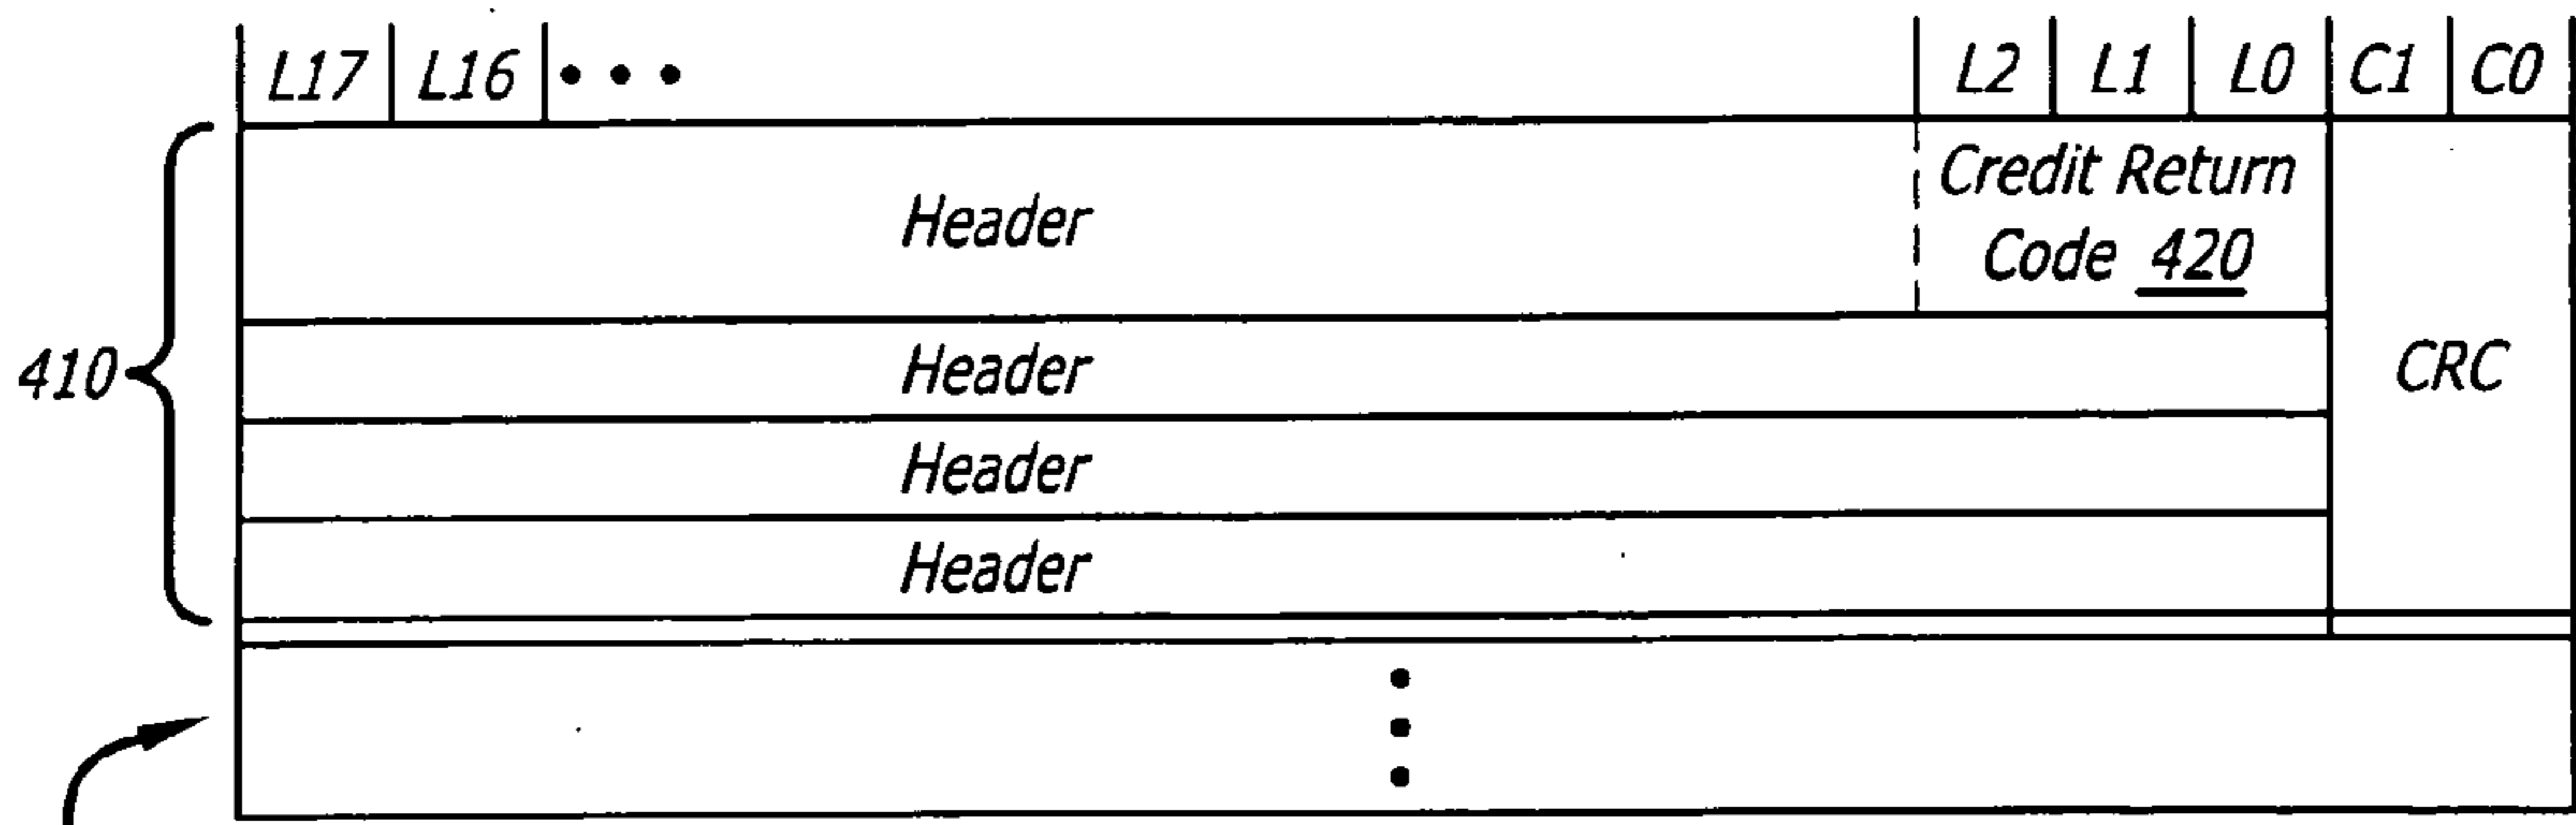 L17 L16 • • • L2 L1 L0 C1 C0
Header Credit Return
Code 420
410 Header CRC
Header
Header